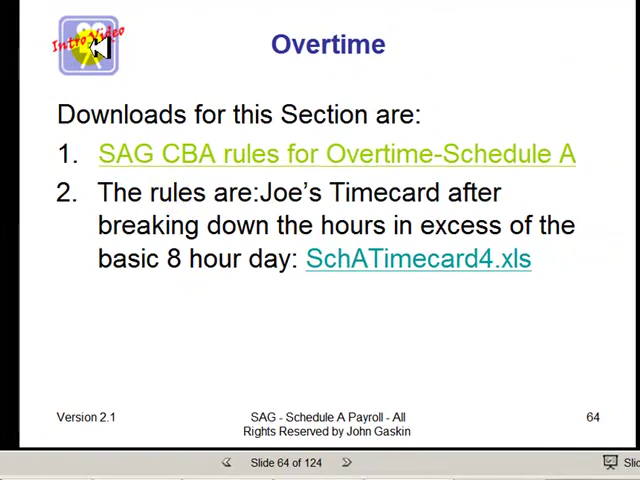 Intro Video
Overtime
Downloads for this Section are:
1. SAG CBA rules for Overtime-Schedule A
2. The rules are:Joe's Timecard after
breaking down the hours in excess of the
basic 8 hour day: SchATimecard4.xls
Version 2.1
SAG - Schedule A Payroll - All
Rights Reserved by John Gaskin
64
Slide 64 of 124